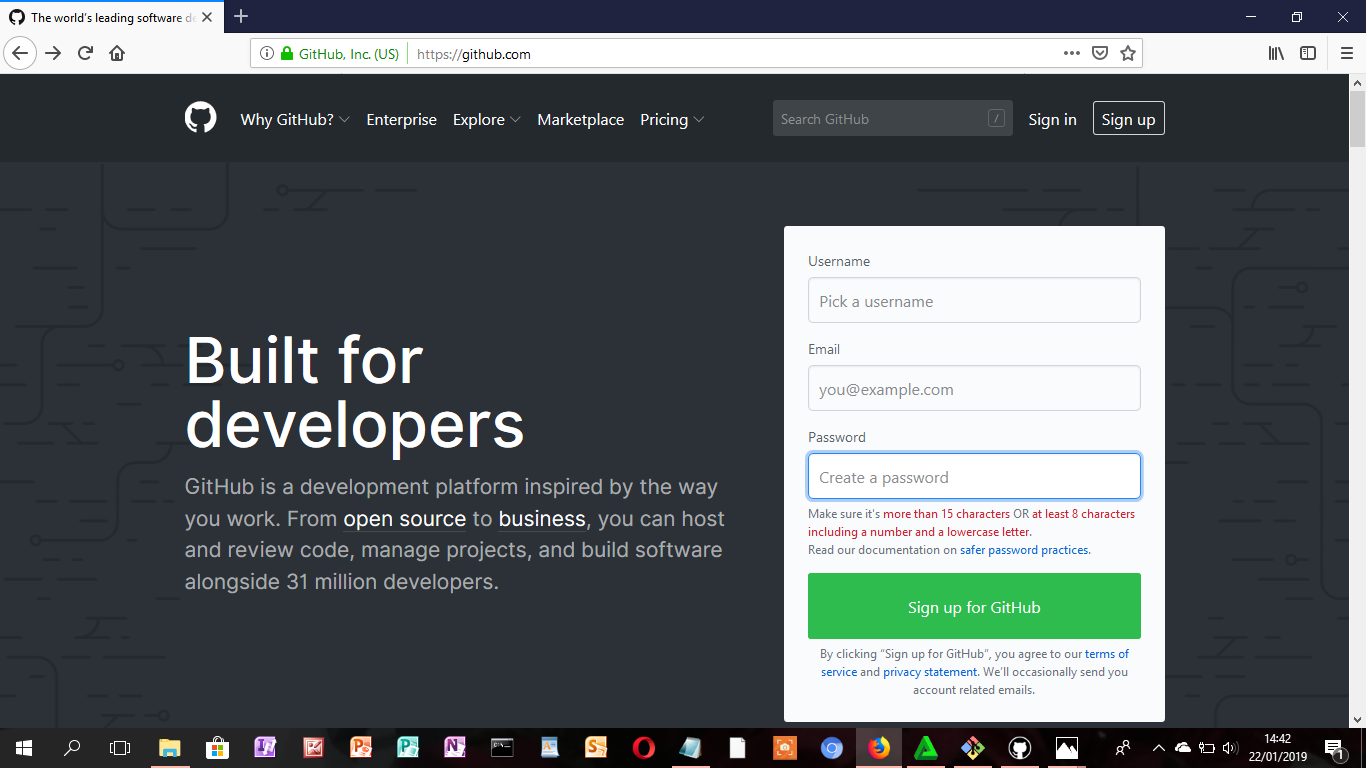 The world's leading software de
GitHub, Inc. (US)
https://github.com
Why GitHub?
Enterprise
Explore
Marketplace
Pricing
Search GitHub
/
Sign in
Sign up
Username
Pick a username
Email
you@example.com
Password
Create a password
Make sure it's more than 15 characters OR at least 8 characters
including a number and a lowercase letter.
Read our documentation on safer password practices.
Sign up for GitHub
By clicking “Sign up for GitHub”, you agree to our terms of
service and privacy statement. We’ll occasionally send you
account related emails.
Built for
developers
GitHub is a development platform inspired by the way
you work. From open source to business, you can host
and review code, manage projects, and build software
alongside 31 million developers.
14:42
22/01/2019
1